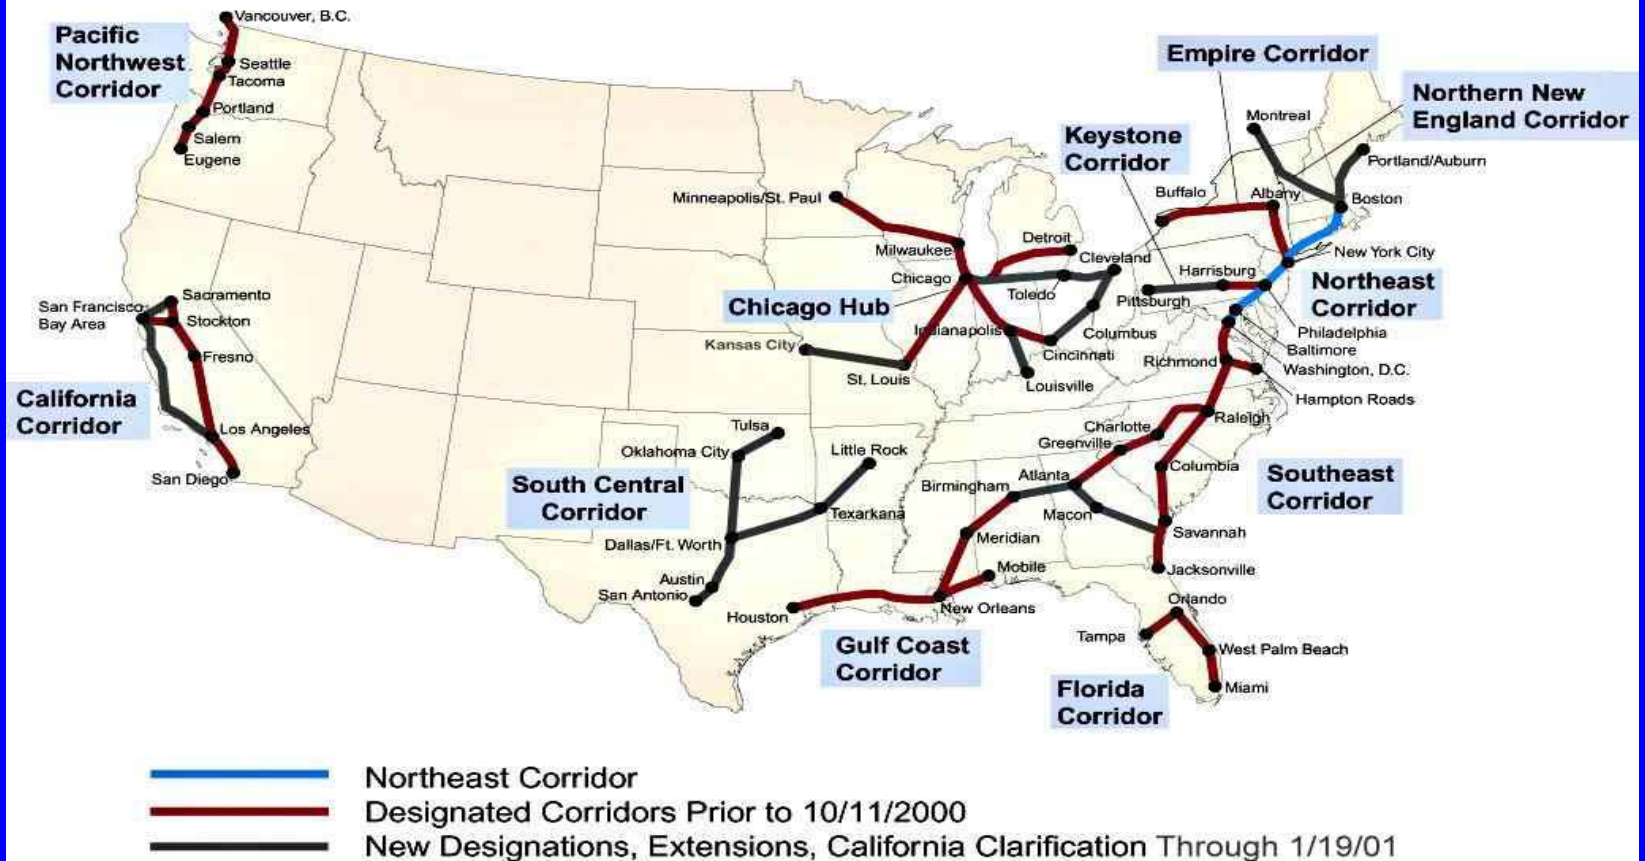 Vancouver, B.C.
Pacific
Northwest
Corridor
Seattle
Tacoma
Portland
Salem
Eugene
Empire Corridor
Northern New
England Corridor
Keystone
Corridor
Montreal
Portland/Auburn
Buffalo
Albany
Boston
Minneapolis/St. Paul
Milwaukee
Detroit
Cleveland
New York City
Chicago
Toledo
Harrisburg
Pittsburgh
Northeast
Corridor
Chicago Hub
Indianapolis
Columbus
Philadelphia
Baltimore
Kansas City
Cincinnati
Richmond
Washington, D.C.
St. Louis
Louisville
Hampton Roads
San Francisco
Bay Area
Sacramento
Stockton
Fresno
California
Corridor
Los Angeles
San Diego
Tulsa
Oklahoma City
Little Rock
South Central
Corridor
Texarkana
Dallas/Ft. Worth
Austin
San Antonio
Houston
Raleigh
Charlotte
Greenville
Columbia
Atlanta
Birmingham
Macon
Southeast
Corridor
Savannah
Meridian
Mobile
Jacksonville
New Orleans
Orlando
Gulf Coast
Corridor
Tampa
West Palm Beach
Florida
Corridor
Miami
Northeast Corridor
Designated Corridors Prior to 10/11/2000
New Designations, Extensions, California Clarification Through 1/19/01